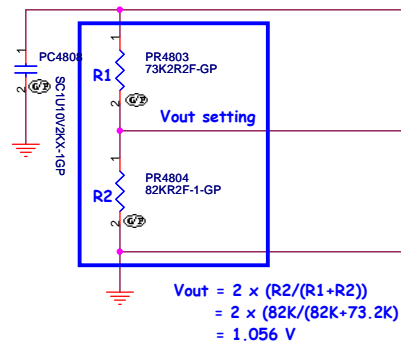 1
PC4808
2
G/P
SC1U10V2KX-1GP
1
PR4803
73K2R2F-GP
R1
2
G/P
Vout setting
1
PR4804
82KR2F-1-GP
R2
2
G/P
Vout = 2 x (R2/(R1+R2))
= 2 x (82K/(82K+73.2K)
= 1.056 V